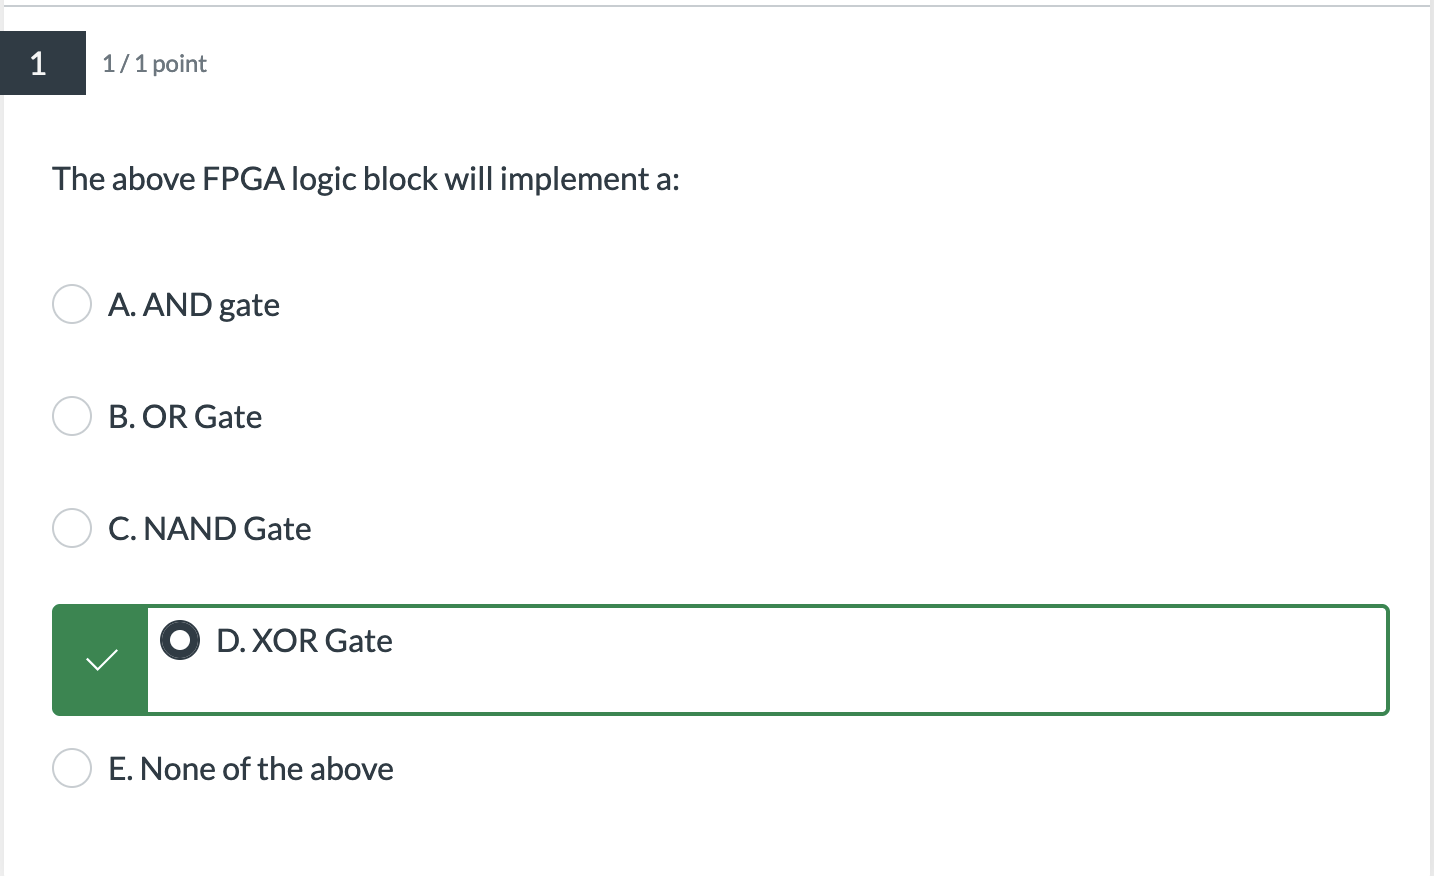 1
1 / 1 point
The above FPGA logic block will implement a:
A. AND gate
B. OR Gate
C. NAND Gate
D. XOR Gate
E. None of the above